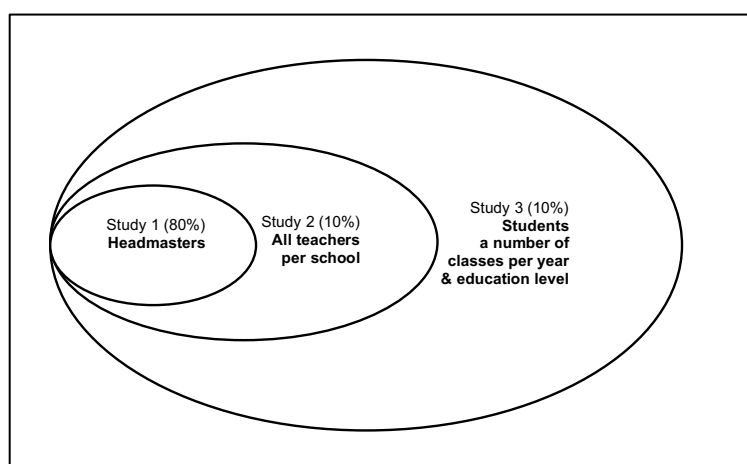 Study 1 (80%)
Headmasters
Study 2 (10%)
All teachers
per school
Study 3 (10%)
Students
a number of
classes per year
& education level